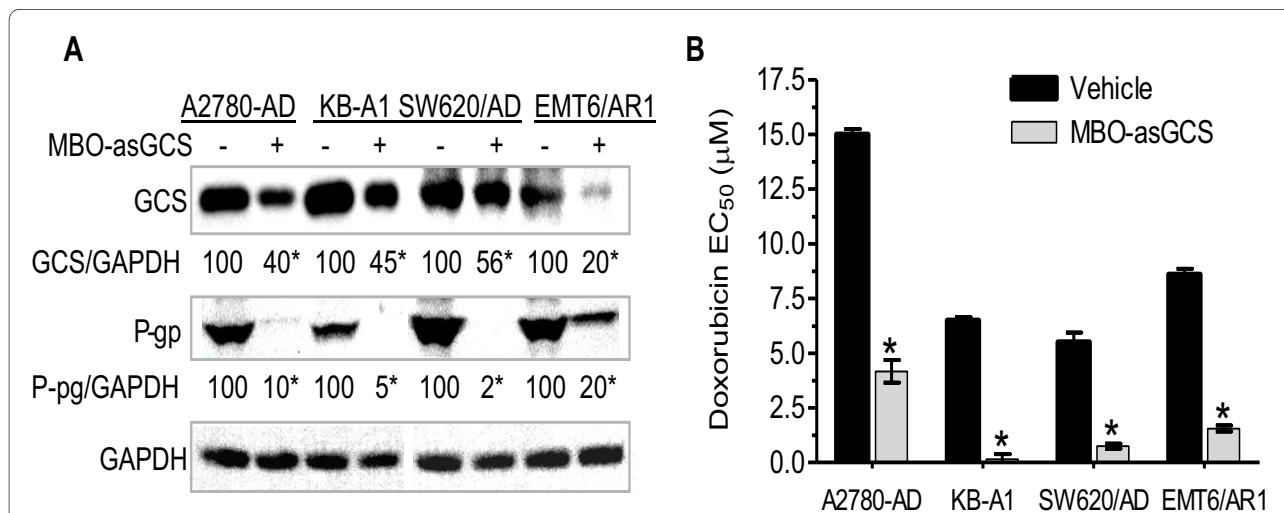 A
A2780-AD KB-A1 SW620/AD EMT6/AR1
MBO-asGCS - + - + - + - +
GCS
GCS/GAPDH 100 40* 100 45* 100 56* 100 20*
P-gp
P-pg/GAPDH 100 10* 100 5* 100 2* 100 20*
GAPDH
B
Doxorubicin EC50 (μM)
17.5
15.0
12.5
10.0
7.5
5.0
2.5
0.0
Vehicle
MBO-asGCS
* * * *
A2780-AD KB-A1 SW620/AD EMT6/AR1